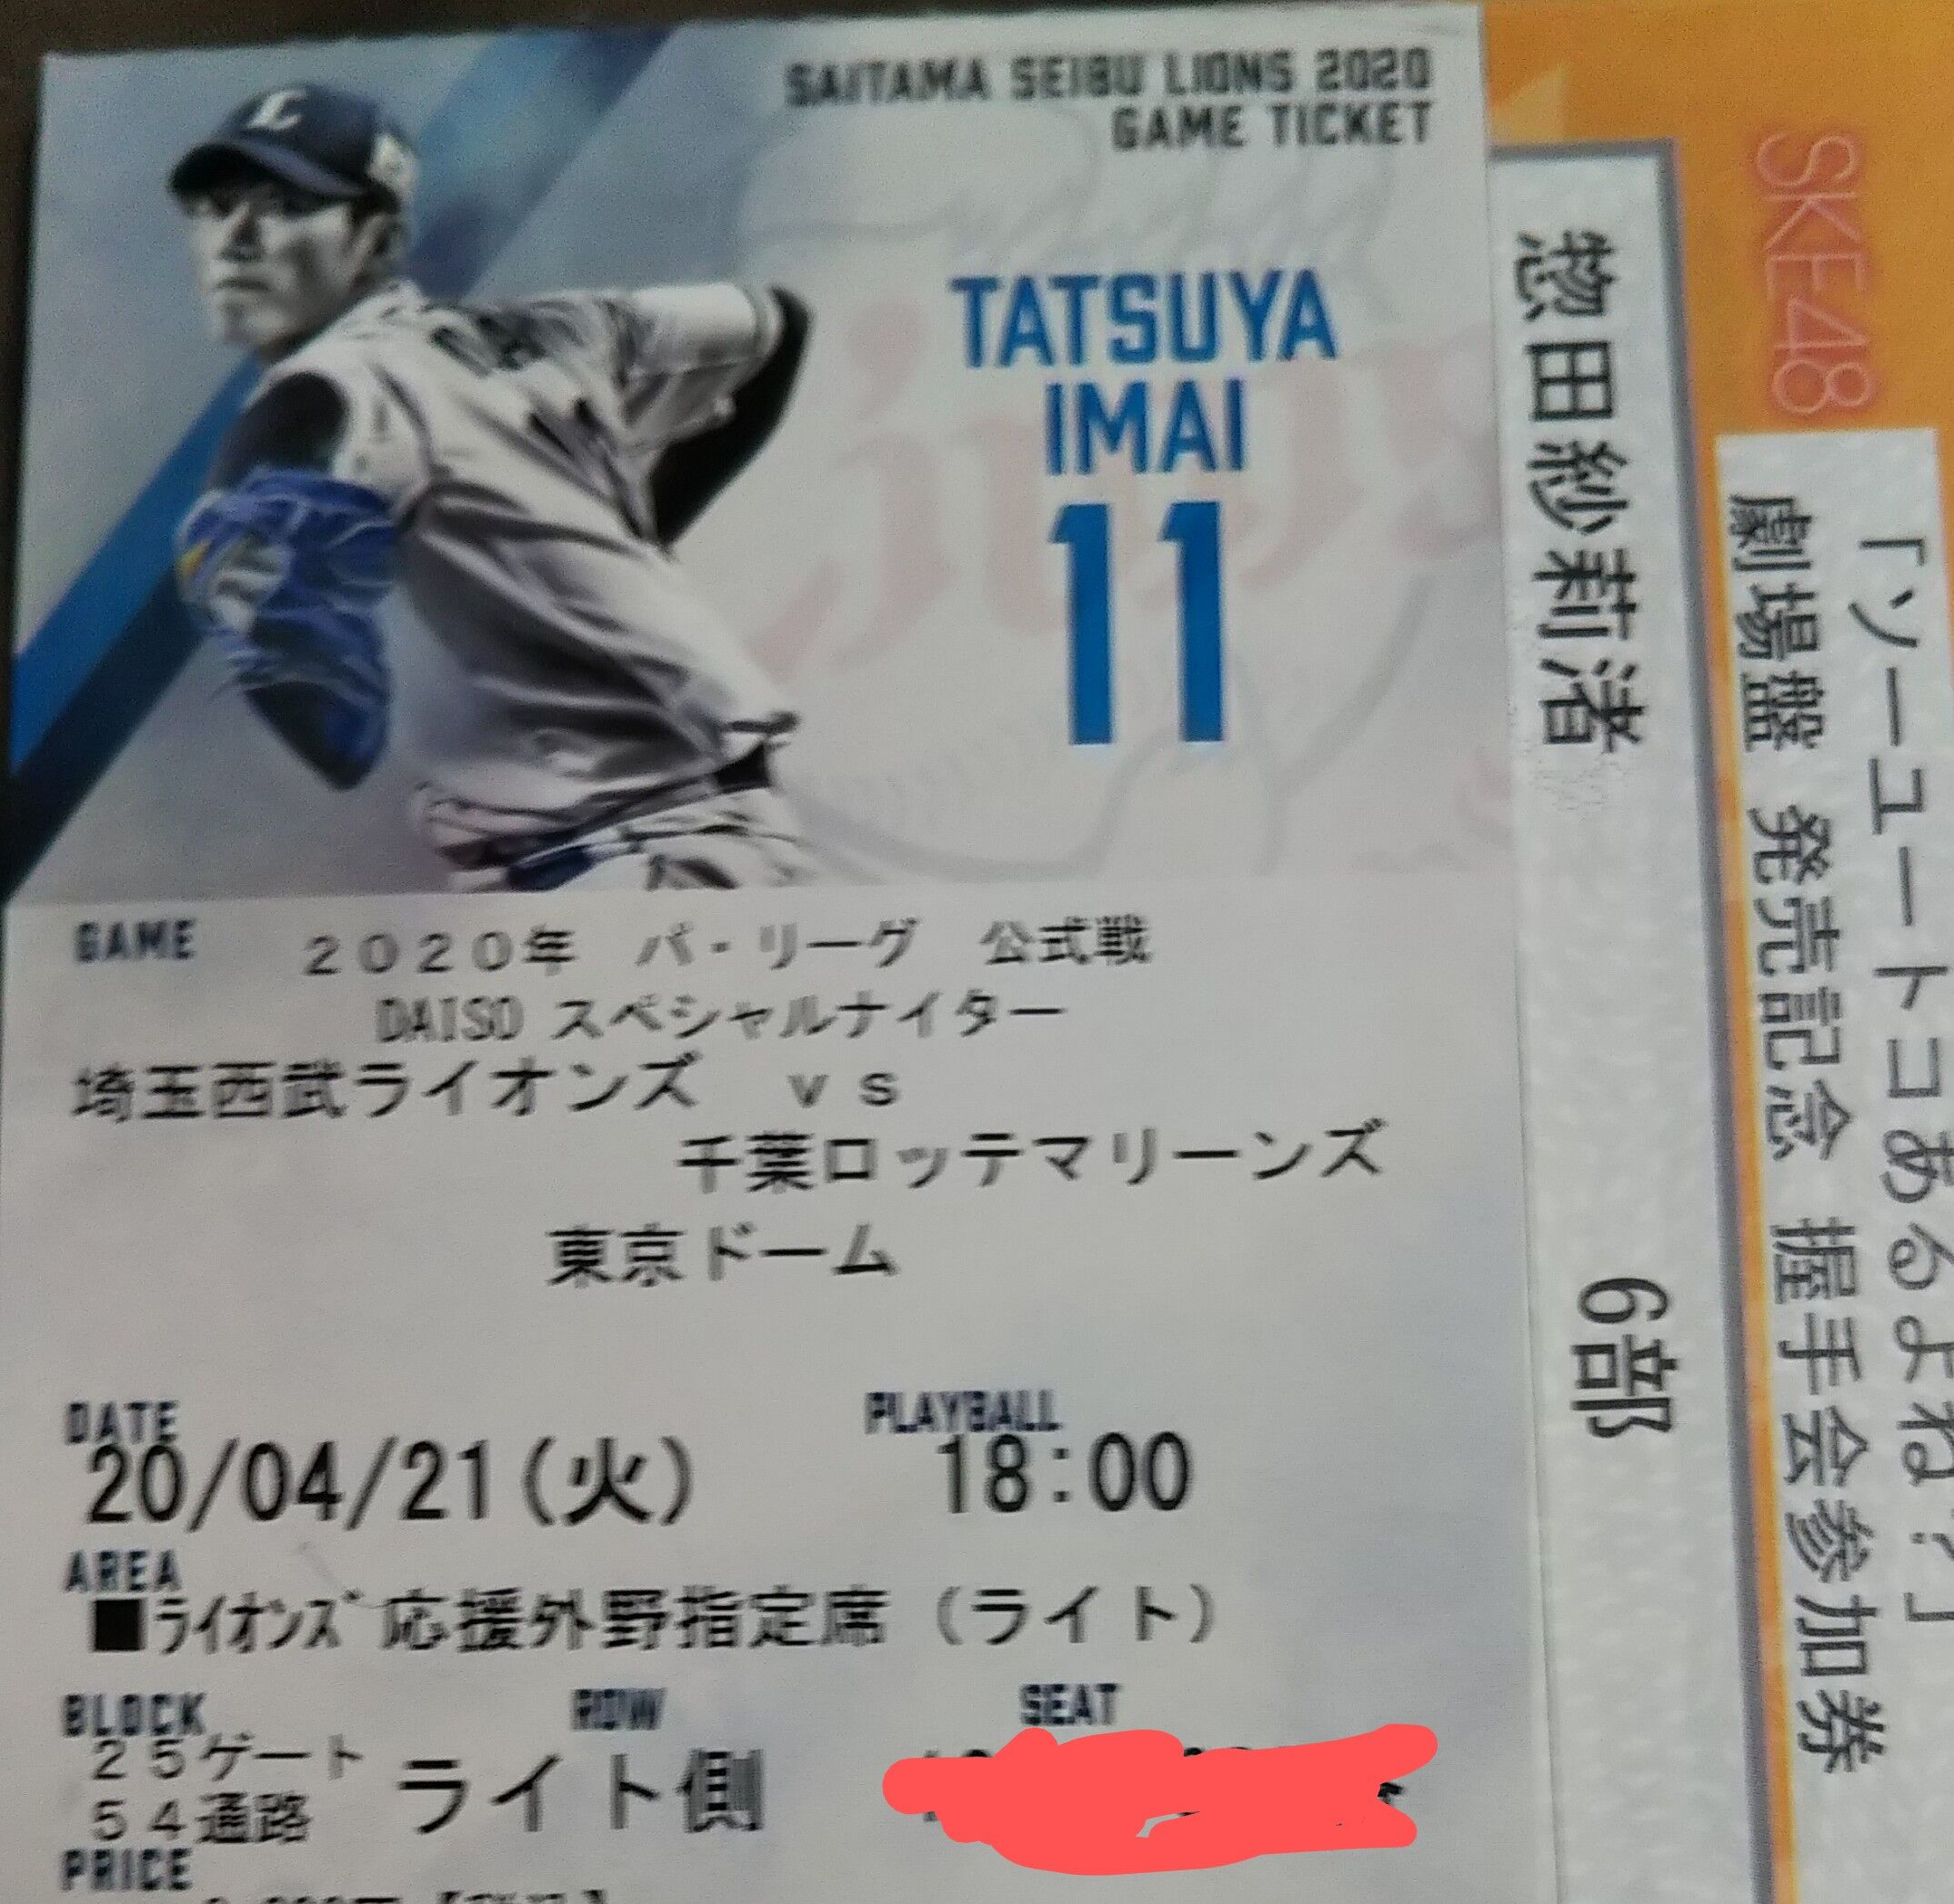 SAITAMA SEIBU LIONS 2020
GAME TICKET
TATSUYA
IMAI
11
GAME
2020年 パ・リーグ 公式戦
DAISO スペシャルナイター
埼玉西武ライオンズ vs
千葉ロッテマリーンズ
東京ドーム
DATE
PLAYBALL
20/04/21(火)
18:00
AREA
■ライオンズ応援外野指定席(ライト)
BLOCK
ROW
SEAT
25ゲート
54通路
ライト側
PRICE
SKE48
「ソーユートコあるよね?」
劇場盤 発売記念 握手会参加券
惣田紗莉渚 6部